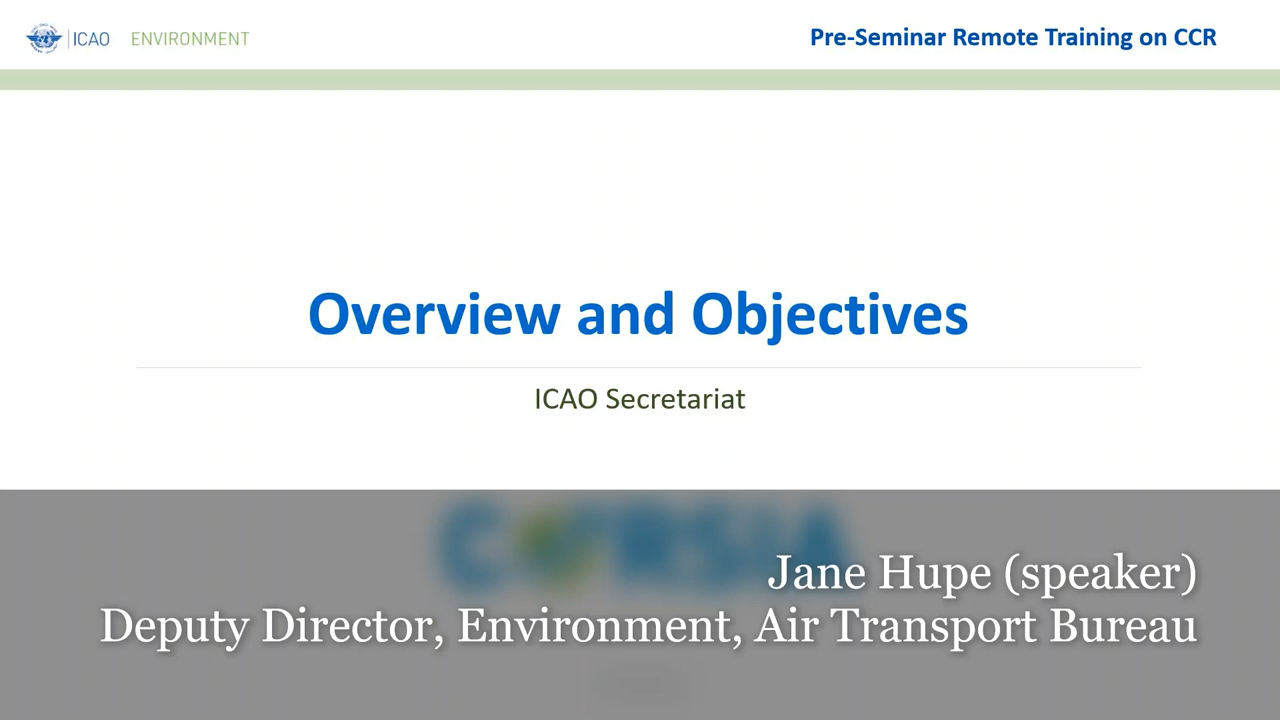 ICAO ENVIRONMENT
Pre-Seminar Remote Training on CCR
Overview and Objectives
ICAO Secretariat
CORSIA
Jane Hupe (speaker)
Deputy Director, Environment, Air Transport Bureau